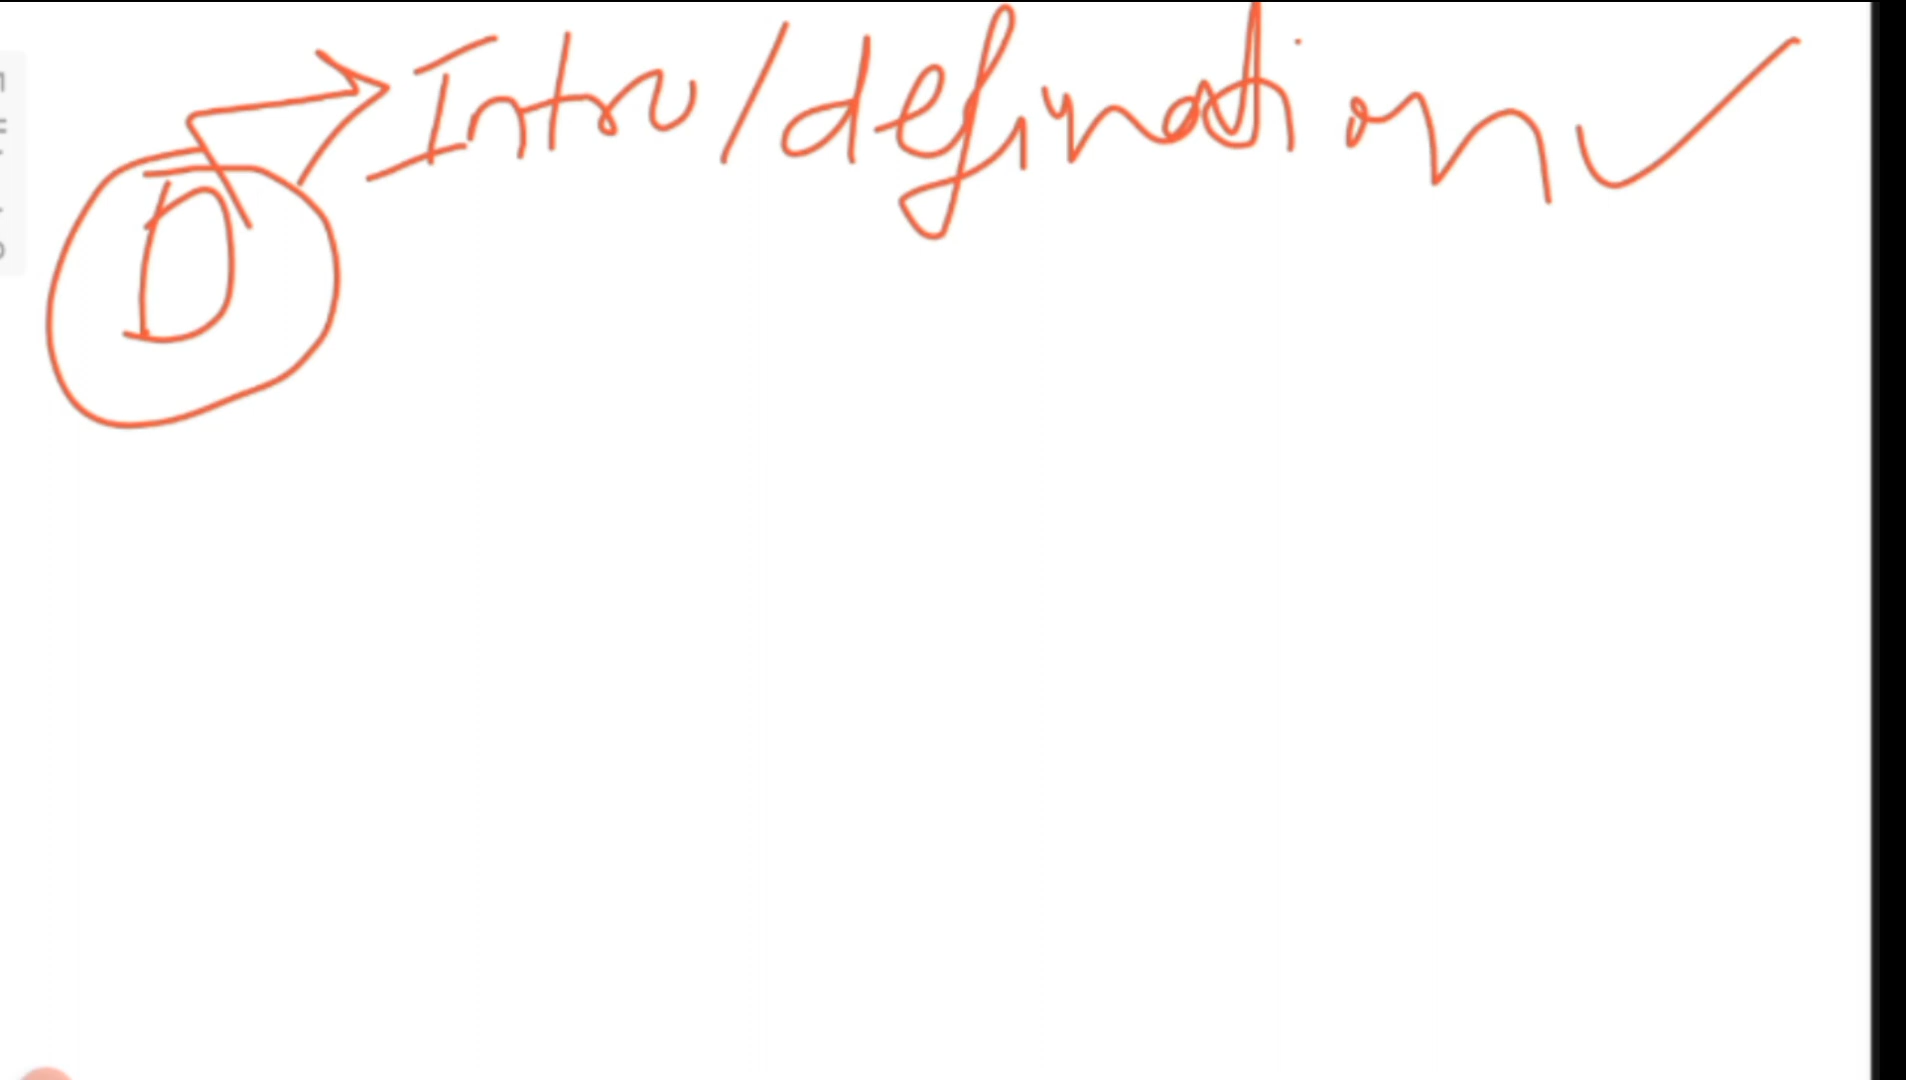 D → Intro/defination ✓